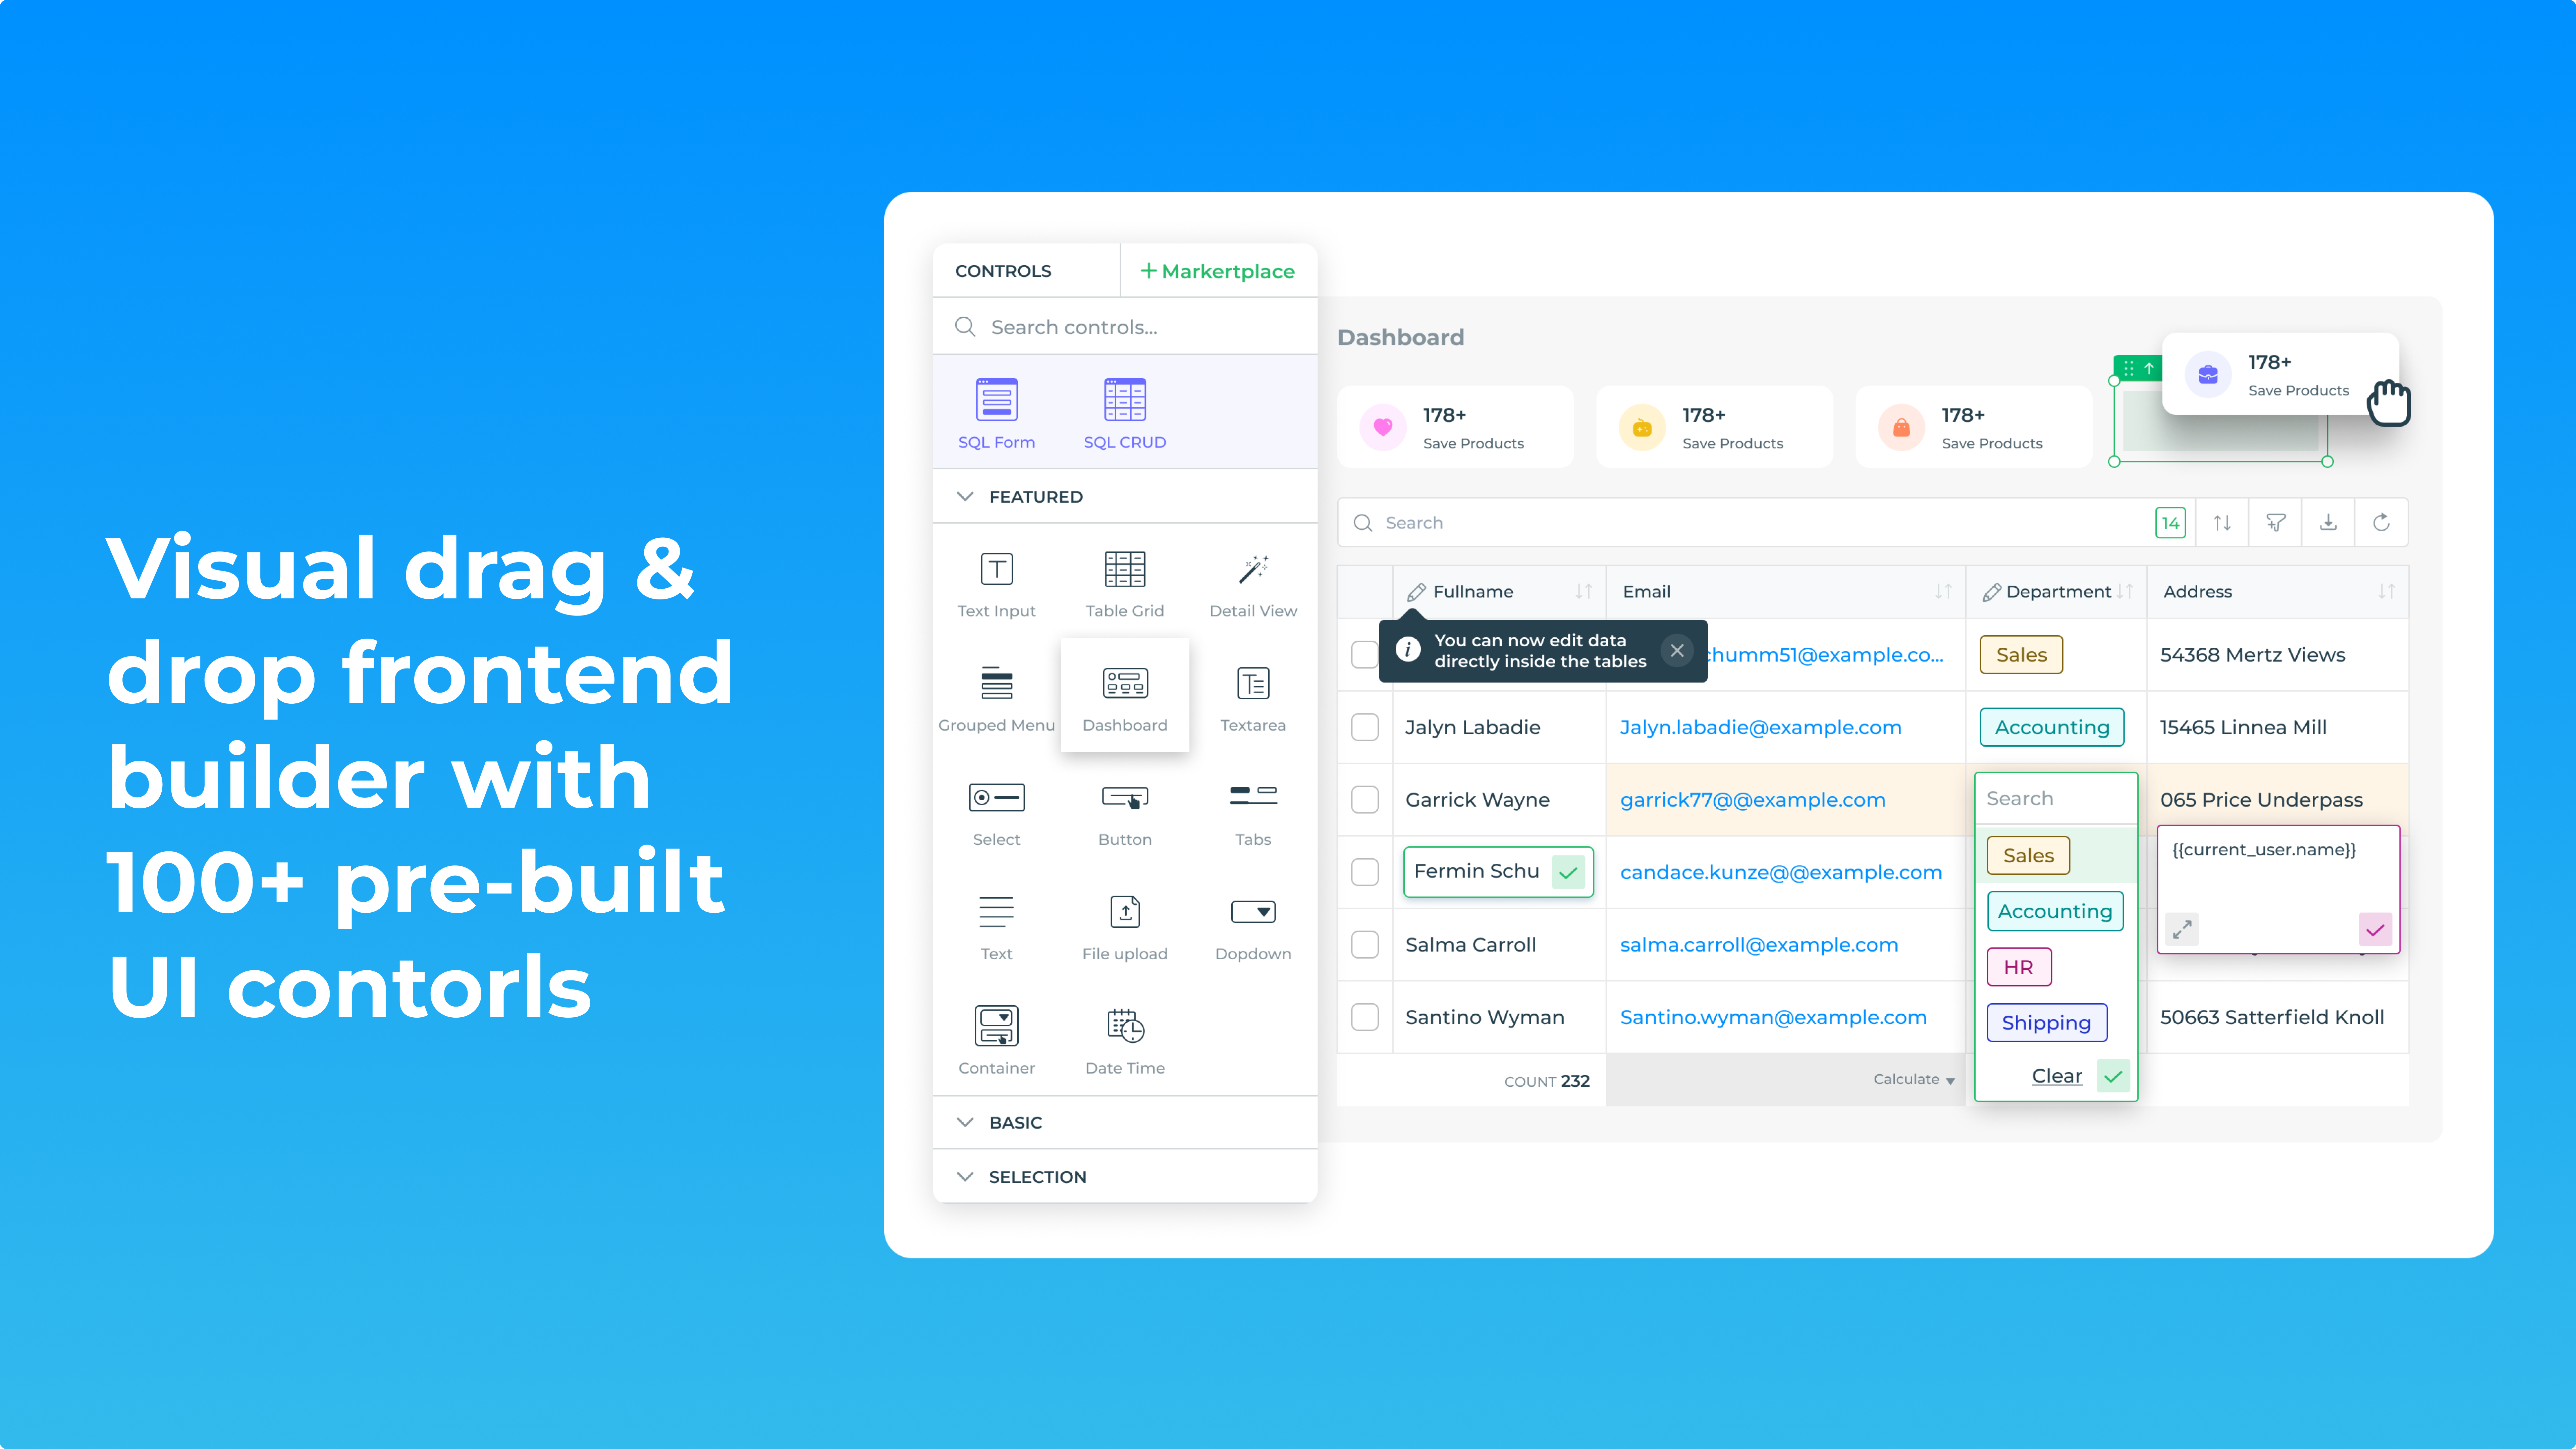 Visual drag &
drop frontend
builder with
100+ pre-built
UI contorls
CONTROLS
+ Markertplace
Search controls...
SQL Form
SQL CRUD
FEATURED
Text Input
Table Grid
Detail View
Grouped Menu
Dashboard
Textarea
Select
Button
Tabs
Text
File upload
Dopdown
Container
Date Time
BASIC
SELECTION
Dashboard
178+
Save Products
178+
Save Products
178+
Save Products
178+
Save Products
Search
14
Fullname
Email
Department
Address
You can now edit data
directly inside the tables
chumm51@example.co...
Sales
54368 Mertz Views
Jalyn Labadie
Jalyn.labadie@example.com
Accounting
15465 Linnea Mill
Garrick Wayne
garrick77@@example.com
065 Price Underpass
Fermin Schu
candace.kunze@@example.com
Salma Carroll
salma.carroll@example.com
Santino Wyman
Santino.wyman@example.com
50663 Satterfield Knoll
Search
Sales
Accounting
HR
Shipping
Clear
{{current_user.name}}
COUNT 232
Calculate